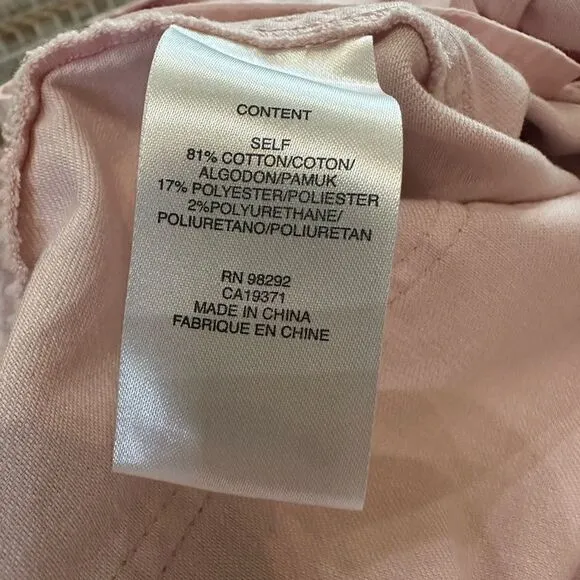 CONTENT
SELF
81% COTTON/COTON/
ALGODON/PAMUK
17% POLYESTER/POLIESTER
2%POLYURETHANE/
POLIURETANO/POLIURETAN
RN 98292
CA19371
MADE IN CHINA
FABRIQUE EN CHINE